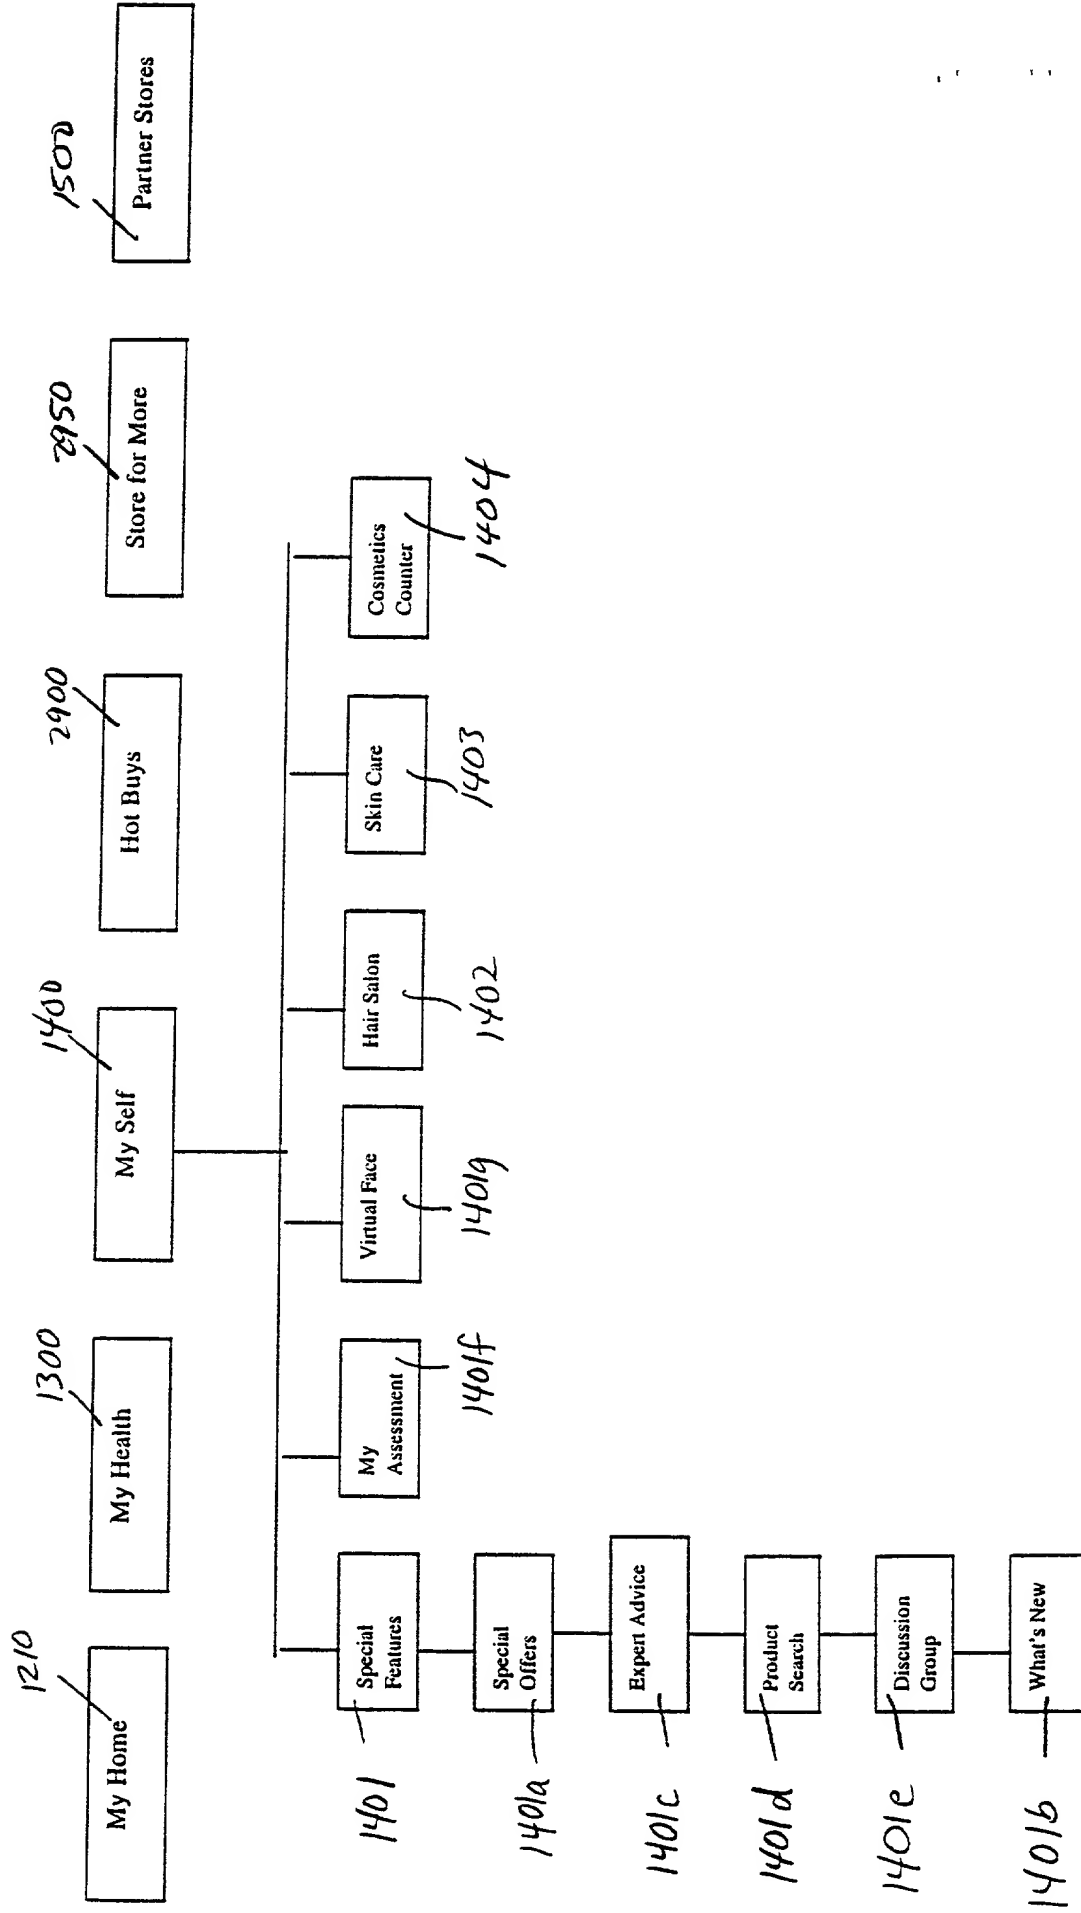 1210
1300
1400
2900
2950
1500
My Home
My Health
My Self
Hot Buys
Store for More
Partner Stores
Special
Features
My
Assessment
Virtual Face
Hair Salon
Skin Care
Cosmetics
Counter
1401
1401f
1401g
1402
1403
1404
Special
Offers
1401a
Expert Advice
1401c
Product
Search
1401d
Discussion
Group
1401e
What's New
1401b